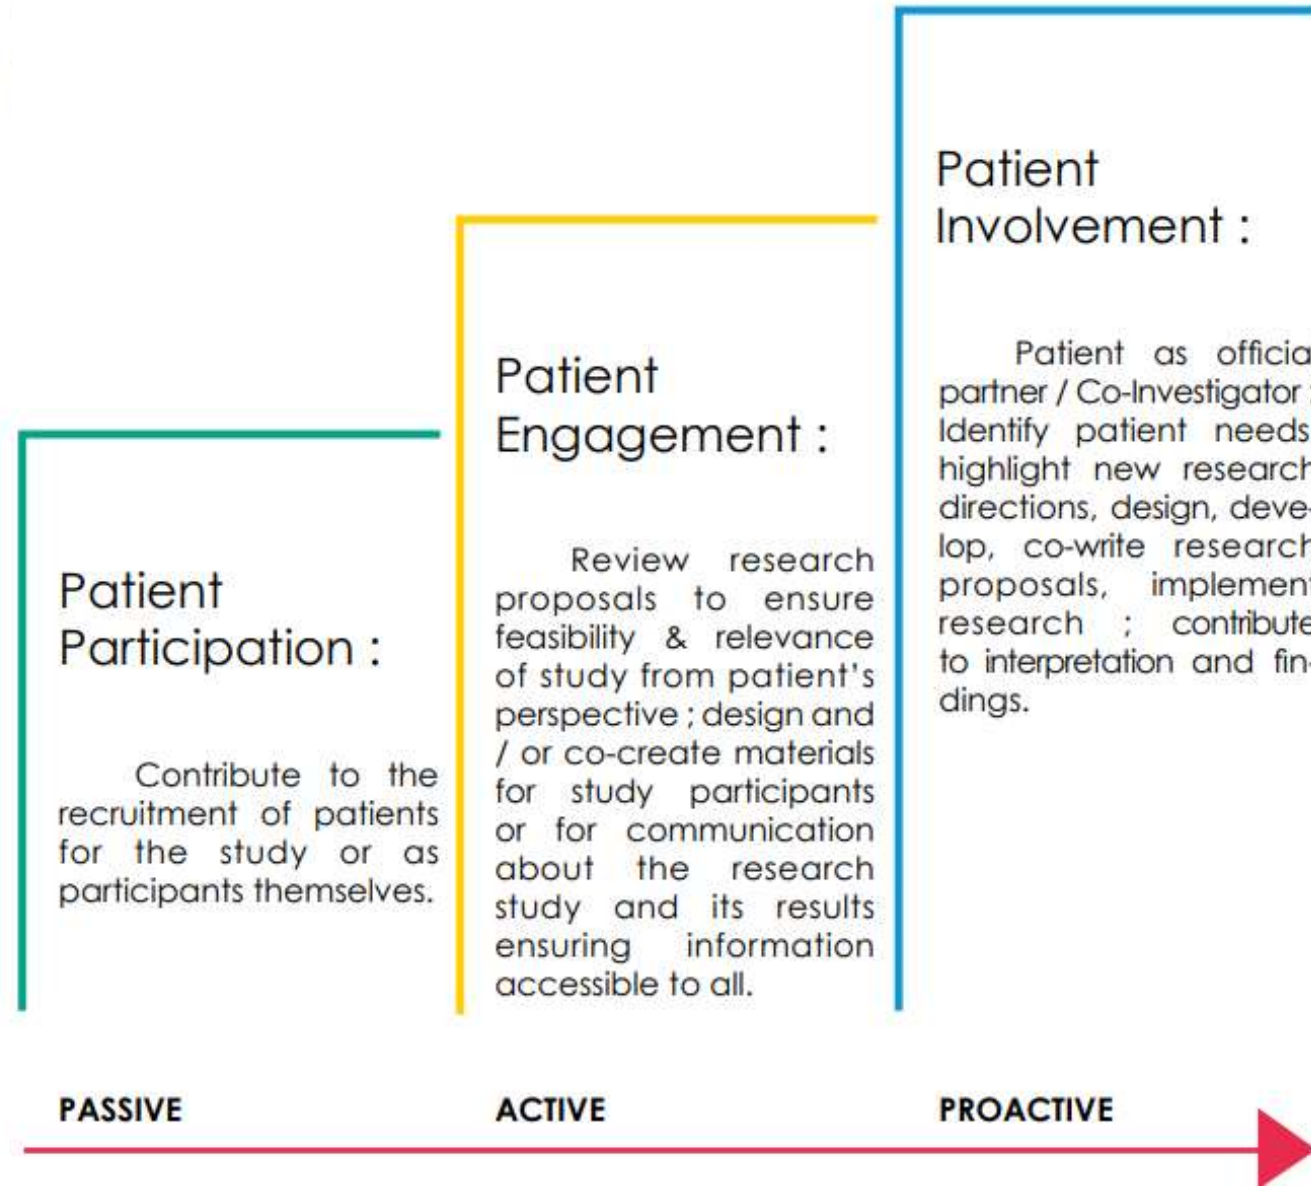 Patient
Participation :
Contribute to the
recruitment of patients
for the study or as
participants themselves.
Patient
Engagement :
Review research
proposals to ensure
feasibility & relevance
of study from patient's
perspective ; design and
/ or co-create materials
for study participants
or for communication
about the research
study and its results
ensuring information
accessible to all.
Patient
Involvement :
Patient as official
partner / Co-Investigator :
Identify patient needs
highlight new research
directions, design, deve-
lop, co-write research
proposals, implement
research ; contribute
to interpretation and fin-
dings.
PASSIVE
ACTIVE
PROACTIVE